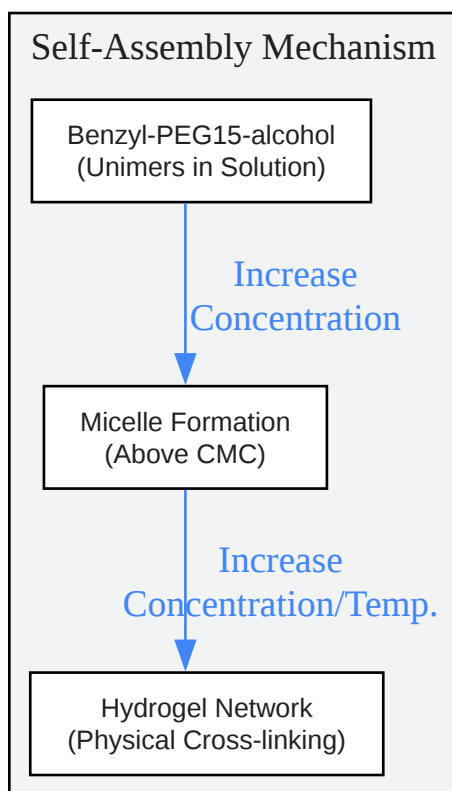 Self-Assembly Mechanism
Benzyl-PEG15-alcohol
(Unimers in Solution)
Increase
Concentration
Micelle Formation
(Above CMC)
Increase
Concentration/Temp.
Hydrogel Network
(Physical Cross-linking)